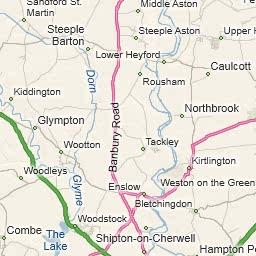 Sandford St.
Martin
Middle Aston
Steeple
Barton
Steeple Aston
Upper H
Lower Heyford
Caulcott
Dorn
Rousham
Kiddington
Northbrook
Glympton
Banbury Road
Wootton
Tackley
Kirtlington
Woodleys
Glyme
Enslow
Weston on the Green
Bletchingdon
Woodstock
Combe
The
Lake
Shipton-on-Cherwell
Hampton Po